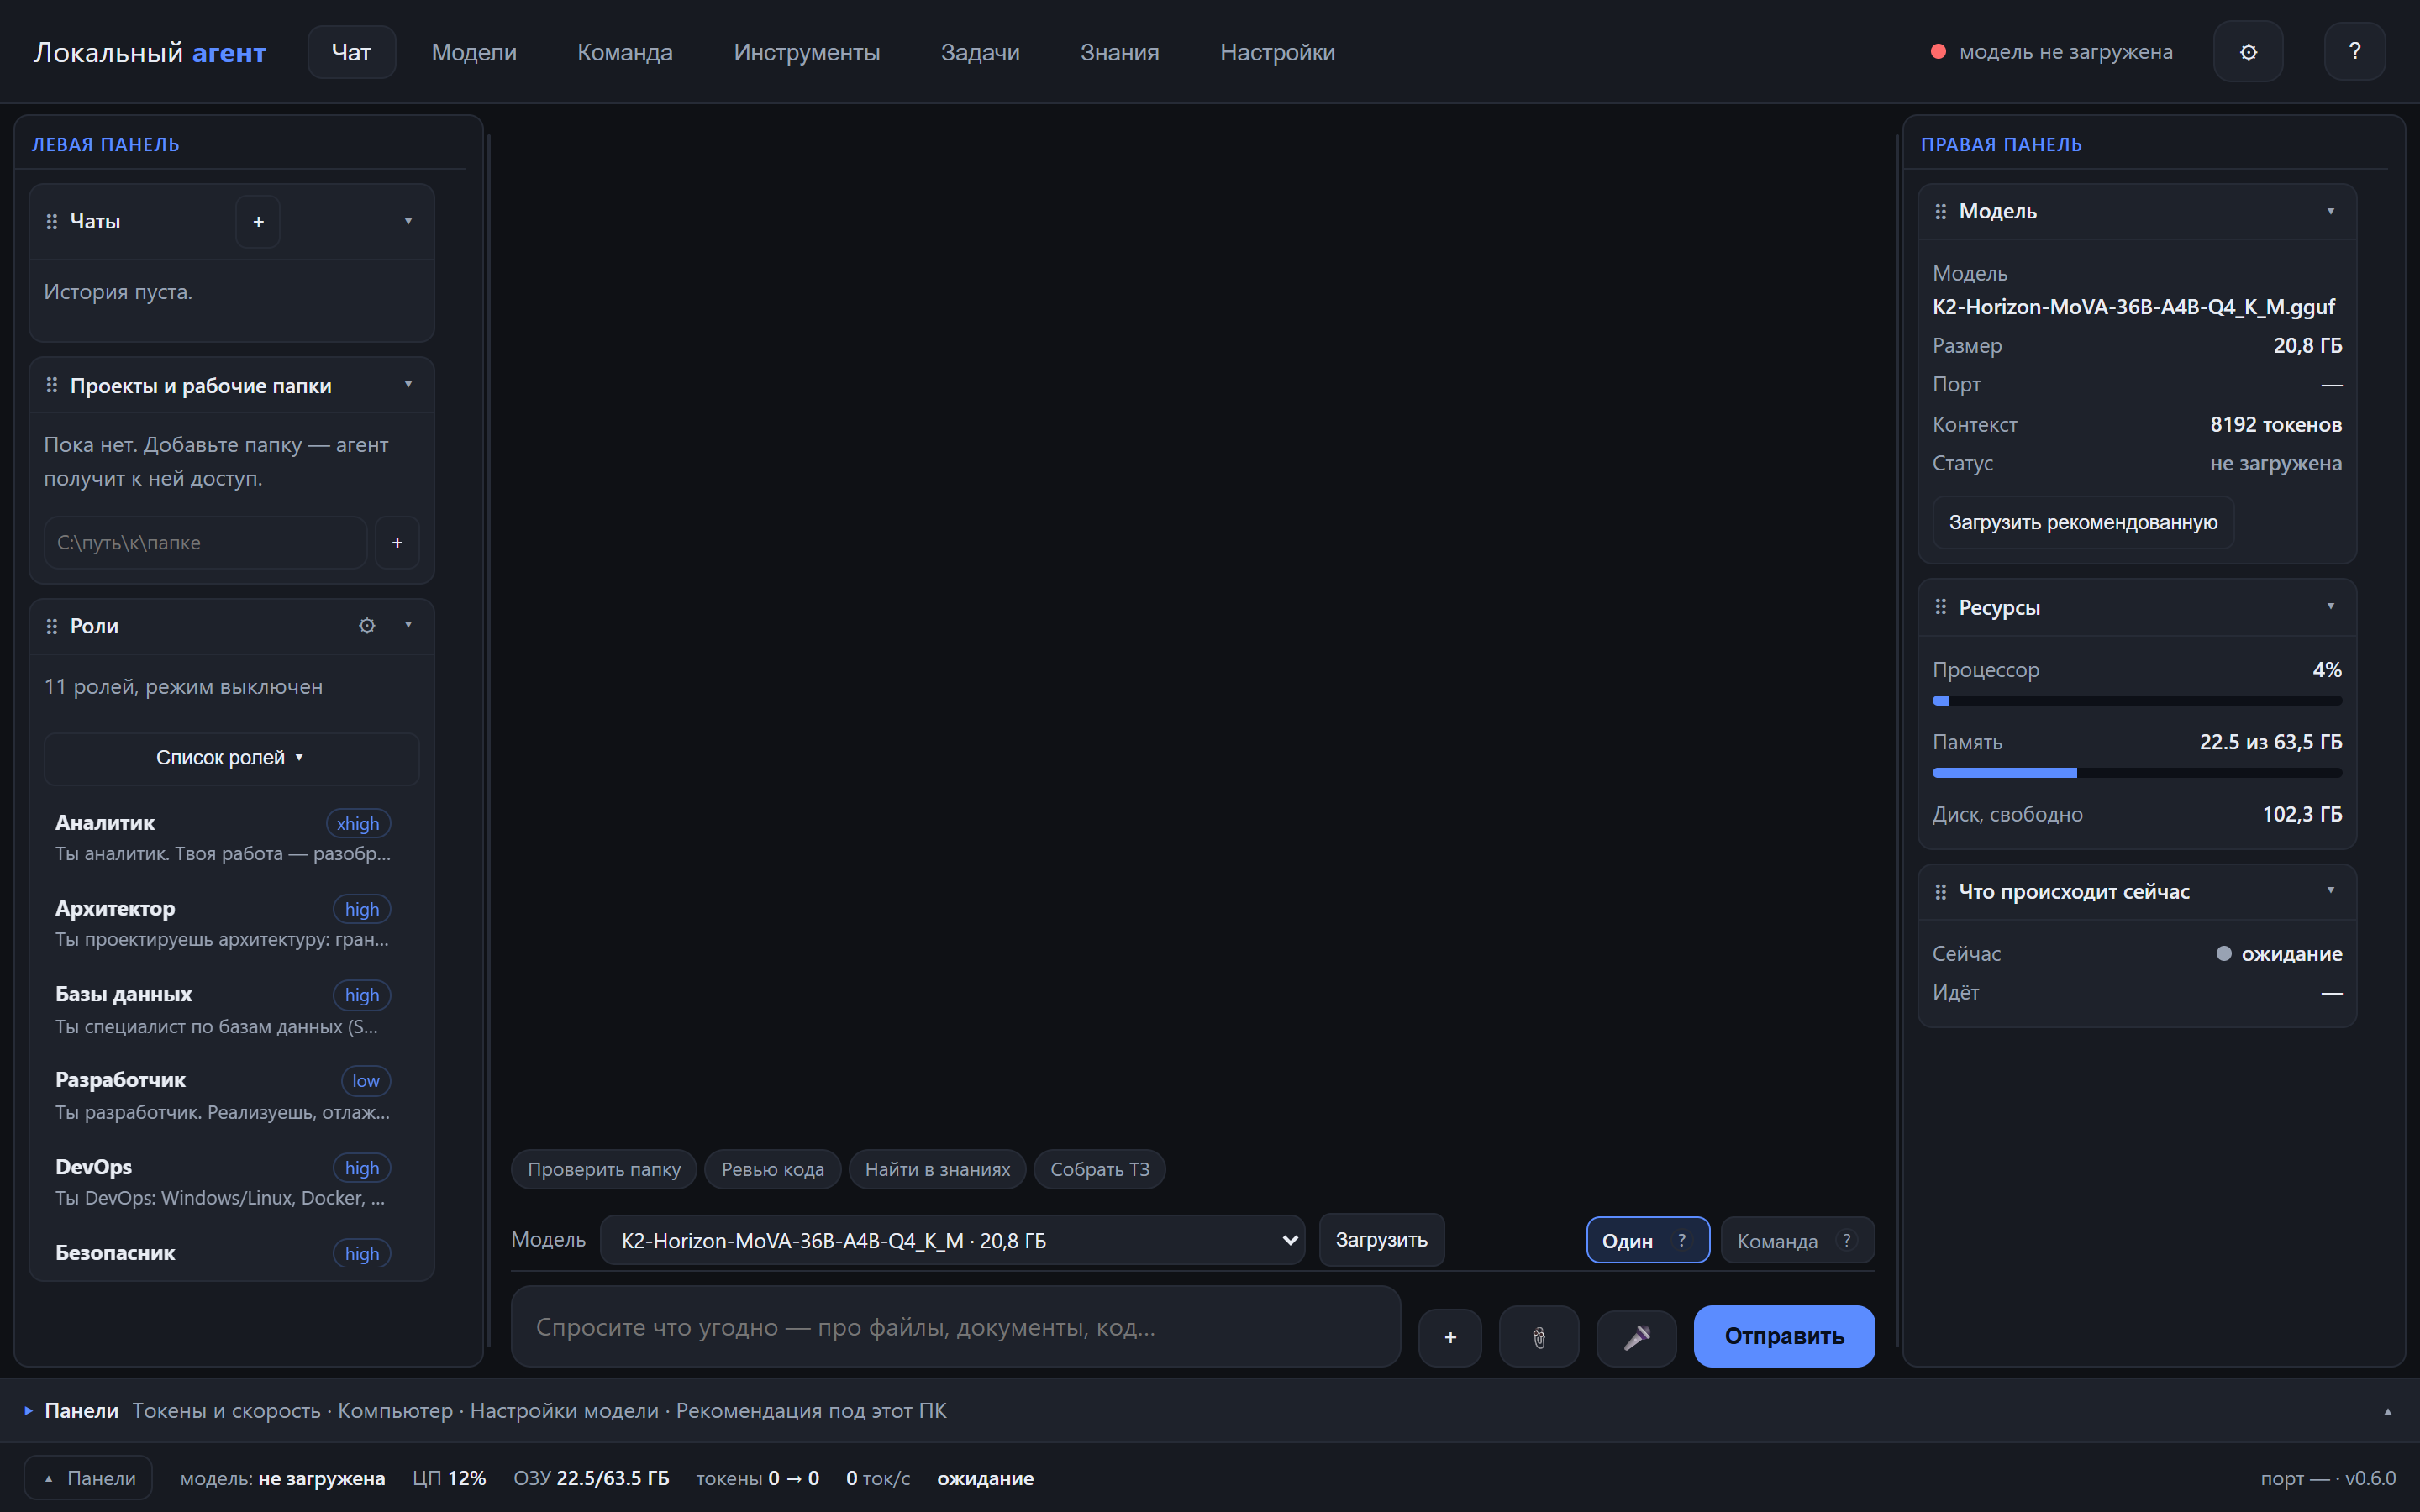 Локальный агент
Чат
Модели
Команда
Инструменты
Задачи
Знания
Настройки
модель не загружена
?
ЛЕВАЯ ПАНЕЛЬ
Чаты
+
История пуста.
Проекты и рабочие папки
Пока нет. Добавьте папку — агент
получит к ней доступ.
C:\путь\к\папке
+
Роли
11 ролей, режим выключен
Список ролей
Аналитик xhigh
Ты аналитик. Твоя работа — разобр...
Архитектор high
Ты проектируешь архитектуру: гран...
Базы данных high
Ты специалист по базам данных (S...
Разработчик low
Ты разработчик. Реализуешь, отлаж...
DevOps high
Ты DevOps: Windows/Linux, Docker, ...
Безопасник high
Проверить папку
Ревью кода
Найти в знаниях
Собрать ТЗ
Модель
K2-Horizon-MoVA-36B-A4B-Q4_K_M · 20,8 ГБ
Загрузить
Один ?
Команда ?
Спросите что угодно — про файлы, документы, код...
+
Отправить
ПРАВАЯ ПАНЕЛЬ
Модель
Модель
K2-Horizon-MoVA-36B-A4B-Q4_K_M.gguf
Размер 20,8 ГБ
Порт —
Контекст 8192 токенов
Статус не загружена
Загрузить рекомендованную
Ресурсы
Процессор 4%
Память 22.5 из 63,5 ГБ
Диск, свободно 102,3 ГБ
Что происходит сейчас
Сейчас ожидание
Идёт —
Панели Токены и скорость · Компьютер · Настройки модели · Рекомендация под этот ПК
Панели
модель: не загружена
ЦП 12%
ОЗУ 22.5/63.5 ГБ
токены 0 → 0
0 ток/с
ожидание
порт — · v0.6.0